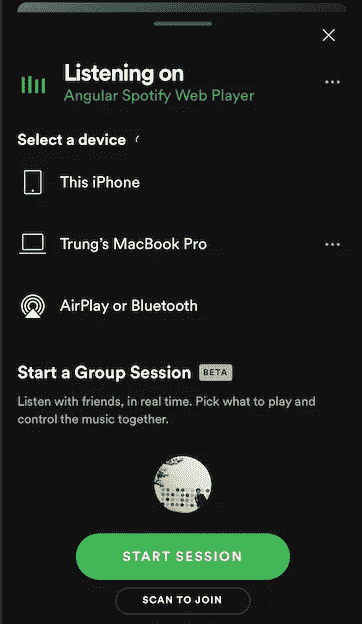 Listening on
Angular Spotify Web Player
Select a device
This iPhone
Trung's MacBook Pro
AirPlay or Bluetooth
Start a Group Session BETA
Listen with friends, in real time. Pick what to play and
control the music together.
START SESSION
SCAN TO JOIN